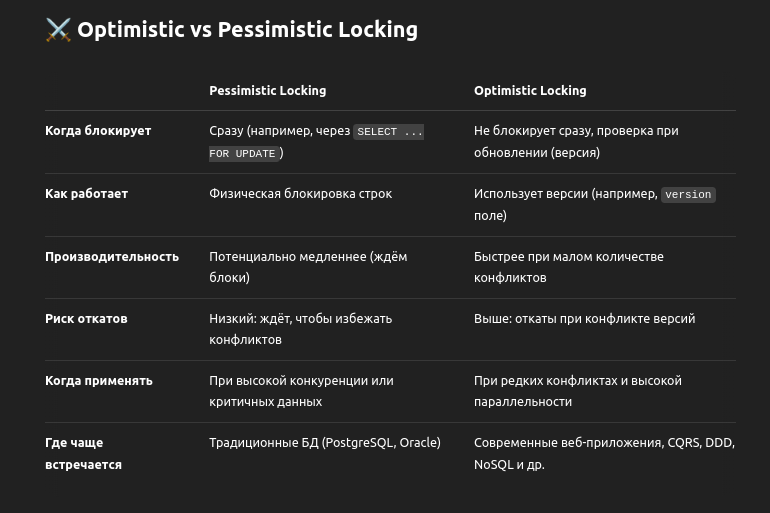 ⚔️ Optimistic vs Pessimistic Locking
Pessimistic Locking Optimistic Locking
Когда блокирует Сразу (например, через SELECT ... Не блокирует сразу, проверка при
FOR UPDATE ) обновлении (версия)
Как работает Физическая блокировка строк Использует версии (например, version
поле)
Производительность Потенциально медленнее (ждём Быстрее при малом количестве
блоки) конфликтов
Риск откатов Низкий: ждёт, чтобы избежать Выше: откаты при конфликте версий
конфликтов
Когда применять При высокой конкуренции или При редких конфликтах и высокой
критичных данных параллельности
Где чаще Традиционные БД (PostgreSQL, Oracle) Современные веб-приложения, CQRS, DDD,
встречается NoSQL и др.